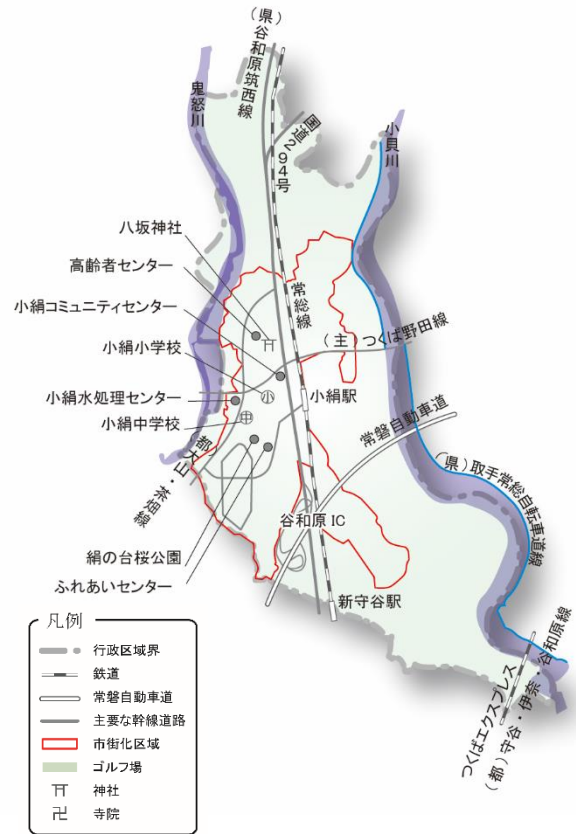 (県)谷和原筑西線
鬼怒川
国道294号
小貝川
八坂神社
高齢者センター
常総線
小絹コミュニティセンター
(主)つくば野田線
小絹小学校
小
小絹駅
小絹水処理センター
常磐自動車道
小絹中学校
中
都大山・茶畑線
(県)取手常総自転車道線
谷和原IC
絹の台桜公園
ふれあいセンター
新守谷駅
つくばエクスプレス
(都)守谷・伊奈・谷和原線
凡例
行政区域界
鉄道
常磐自動車道
主要な幹線道路
市街化区域
ゴルフ場
神社
卍 寺院